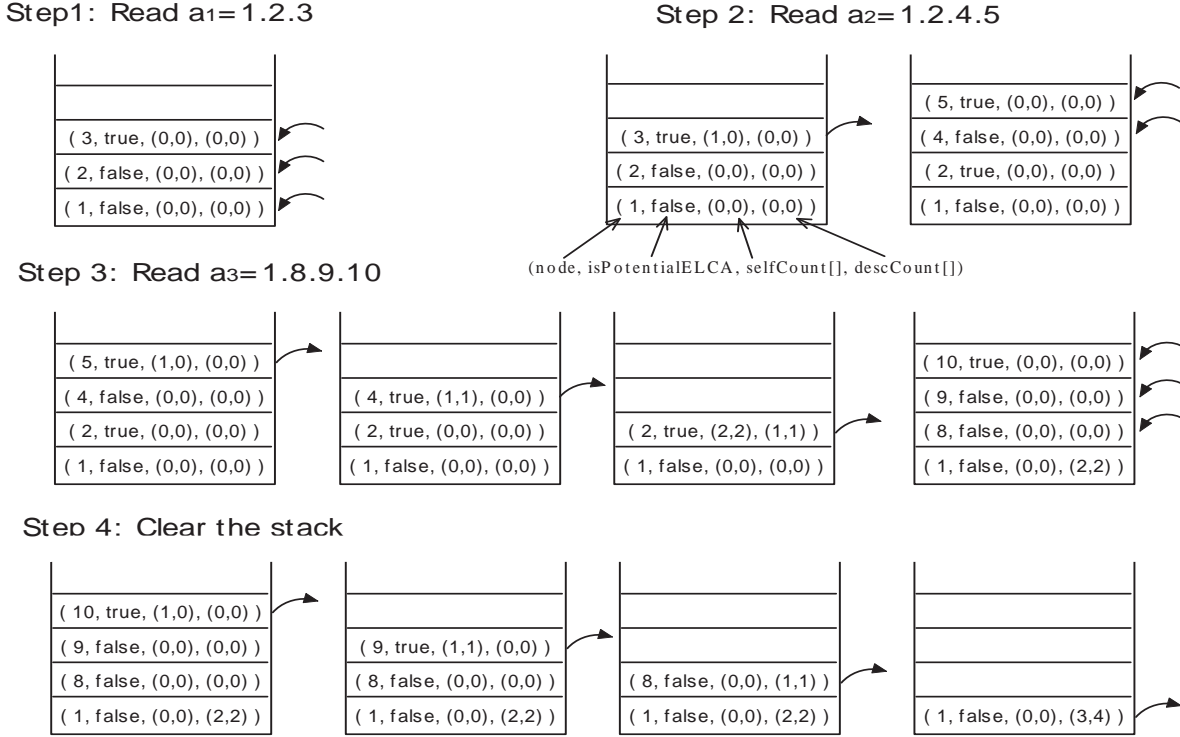 Step1: Read a1=1.2.3
Step 2: Read a2=1.2.4.5
( 3, true, (0,0), (0,0) )
( 2, false, (0,0), (0,0) )
( 1, false, (0,0), (0,0) )
( 3, true, (1,0), (0,0) )
( 2, false, (0,0), (0,0) )
( 1, false, (0,0), (0,0) )
( 5, true, (0,0), (0,0) )
( 4, false, (0,0), (0,0) )
( 2, true, (0,0), (0,0) )
( 1, false, (0,0), (0,0) )
(node, isPotentialELCA, selfCount[], descCount[])
Step 3: Read a3=1.8.9.10
( 5, true, (1,0), (0,0) )
( 4, false, (0,0), (0,0) )
( 2, true, (0,0), (0,0) )
( 1, false, (0,0), (0,0) )
( 4, true, (1,1), (0,0) )
( 2, true, (0,0), (0,0) )
( 1, false, (0,0), (0,0) )
( 2, true, (2,2), (1,1) )
( 1, false, (0,0), (0,0) )
( 10, true, (0,0), (0,0) )
( 9, false, (0,0), (0,0) )
( 8, false, (0,0), (0,0) )
( 1, false, (0,0), (2,2) )
Step 4: Clear the stack
( 10, true, (1,0), (0,0) )
( 9, false, (0,0), (0,0) )
( 8, false, (0,0), (0,0) )
( 1, false, (0,0), (2,2) )
( 9, true, (1,1), (0,0) )
( 8, false, (0,0), (0,0) )
( 1, false, (0,0), (2,2) )
( 8, false, (0,0), (1,1) )
( 1, false, (0,0), (2,2) )
( 1, false, (0,0), (3,4) )